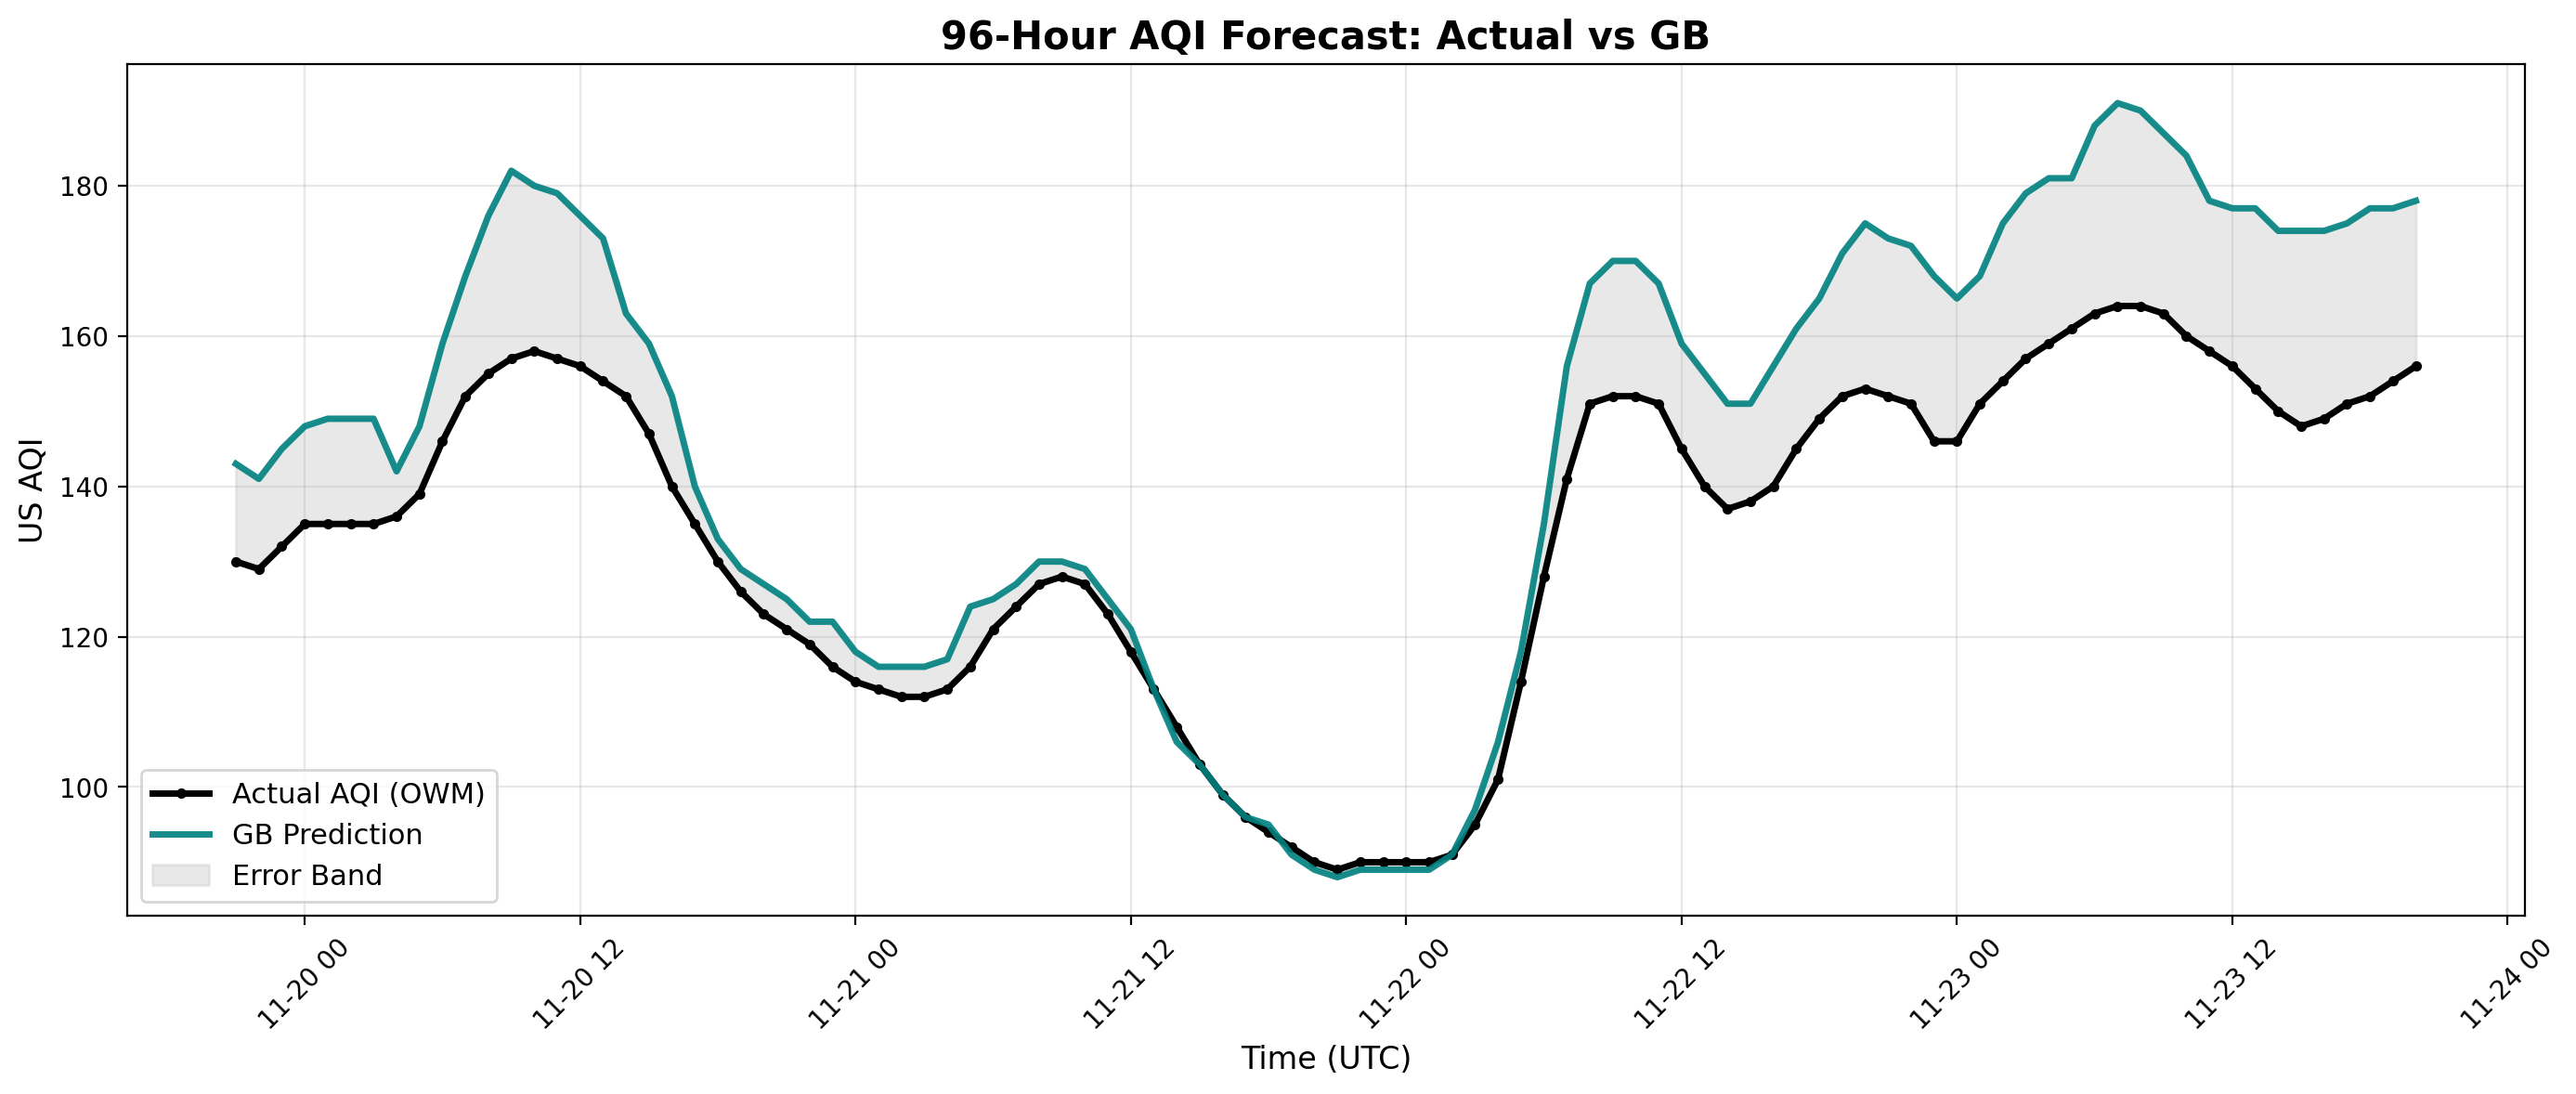 96-Hour AQI Forecast: Actual vs GB
US AQI
180
160
140
120
100
Actual AQI (OWM)
GB Prediction
Error Band
11-20 00
11-20 12
11-21 00
11-21 12
11-22 00
11-22 12
11-23 00
11-23 12
11-24 00
Time (UTC)